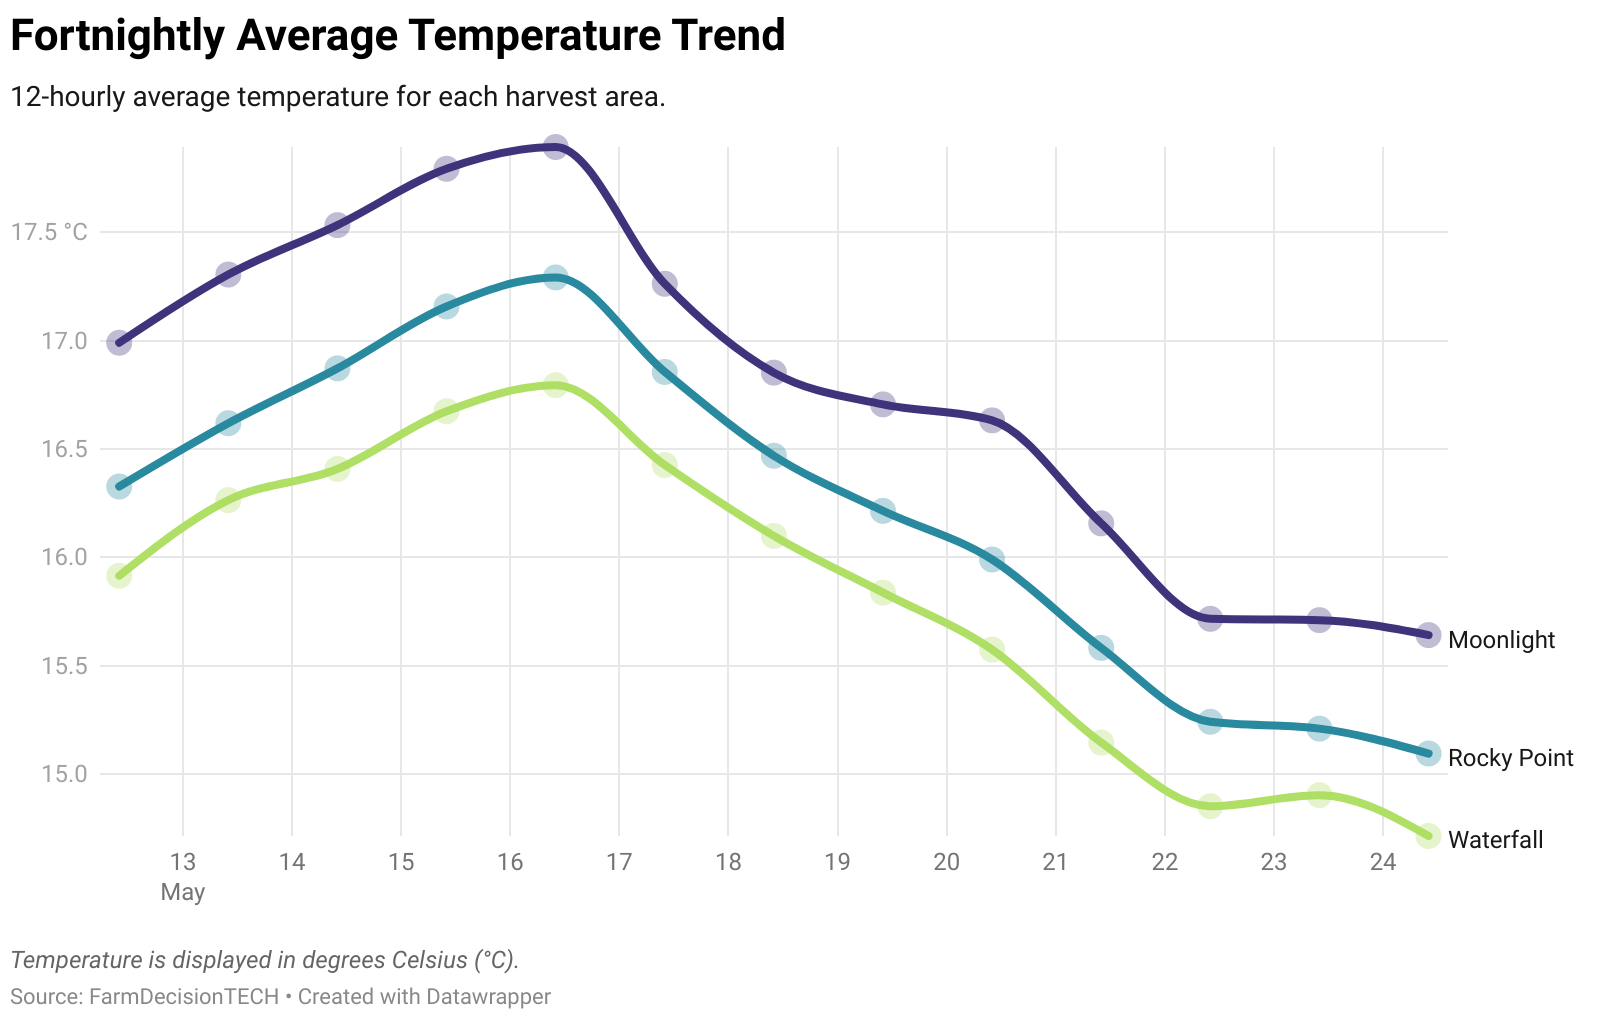 Fortnightly Average Temperature Trend
12-hourly average temperature for each harvest area.
17.5 °C
17.0
16.5
16.0
15.5
15.0
Moonlight
Rocky Point
Waterfall
13 14 15 16 17 18 19 20 21 22 23 24
May
Temperature is displayed in degrees Celsius (°C).
Source: FarmDecisionTECH • Created with Datawrapper